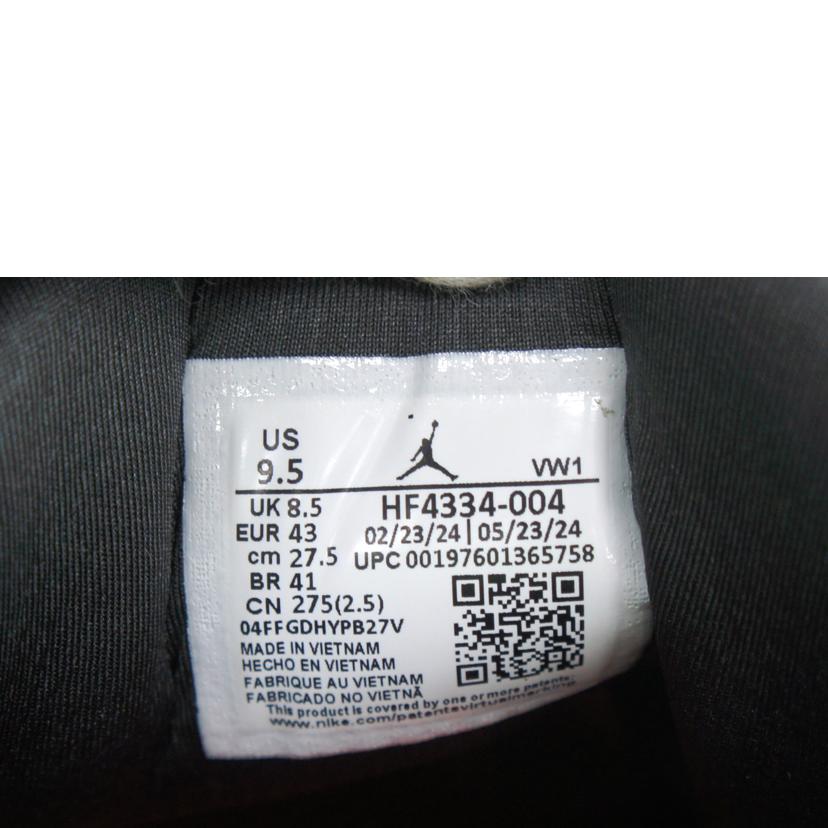 US
9.5
VW1
UK 8.5
HF4334-004
EUR 43
02/23/24 | 05/23/24
cm 27.5
UPC 00197601365758
BR 41
CN 275(2.5)
04FFGDHYPB27V
MADE IN VIETNAM
HECHO EN VIETNAM
FABRIQUE AU VIETNAM
FABRICADO NO VIETNÃ
This product is covered by one or more patents.
www.nike.com/patentsvirtualmarking